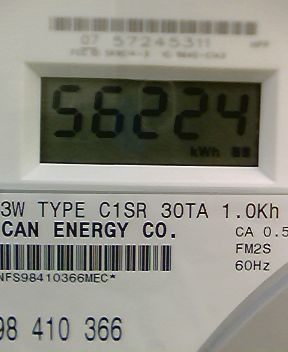 07 57245311
56224
kWh
3W TYPE C1SR 30TA 1.0Kh
CAN ENERGY CO.
CA 0.5
FM2S
60Hz
NFS98410366MEC*
98 410 366